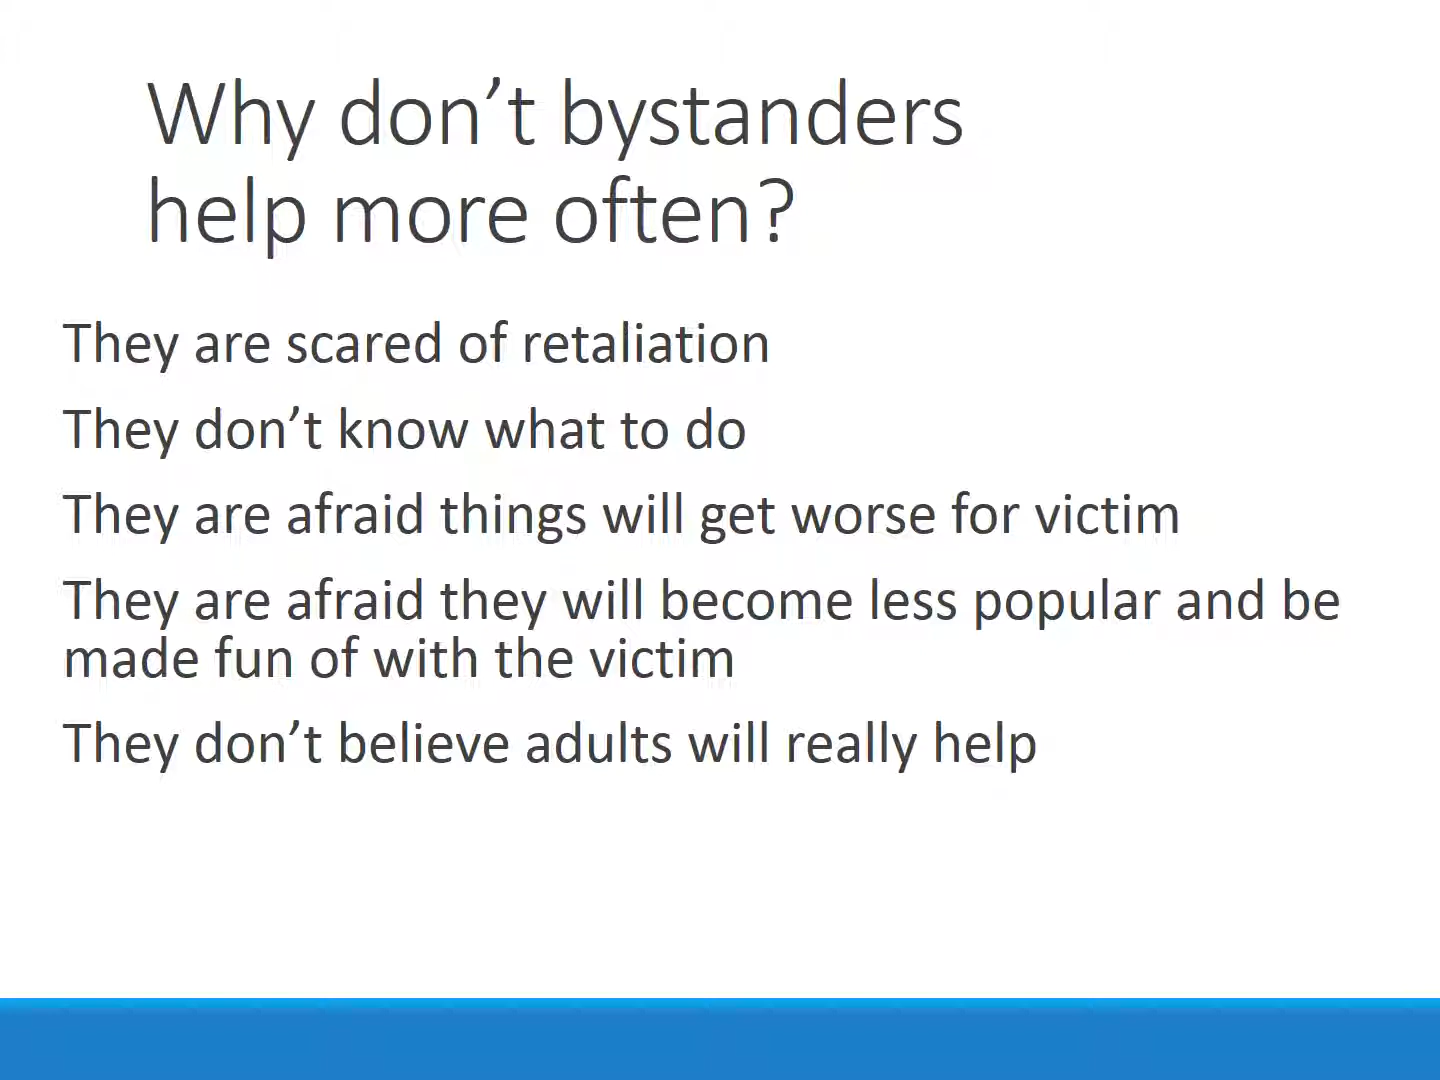 Why don’t bystanders
help more often?
They are scared of retaliation
They don’t know what to do
They are afraid things will get worse for victim
They are afraid they will become less popular and be
made fun of with the victim
They don’t believe adults will really help